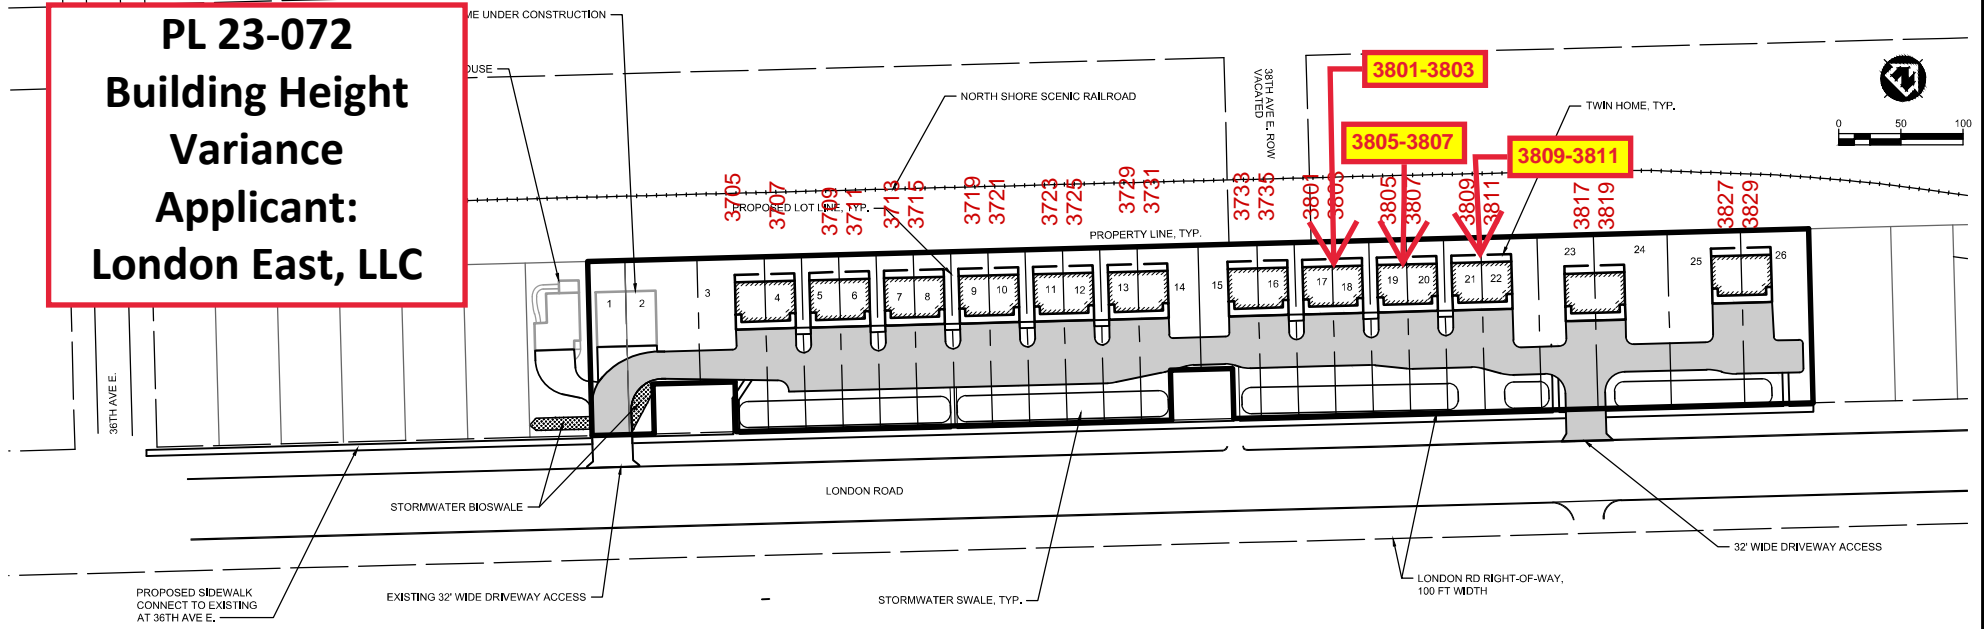 PL 23-072
Building Height
Variance
Applicant:
London East, LLC
ME UNDER CONSTRUCTION
OUSE
NORTH SHORE SCENIC RAILROAD
38TH AVE E. ROW
VACATED
3801-3803
3805-3807
3809-3811
TWIN HOME, TYP.
0 50 100
3705
3707
3709
3711
3713
3715
3719
3721
3723
3725
3729
3731
3733
3735
3801
3803
3805
3807
3809
3811
3817
3819
3827
3829
PROPOSED LOT LINE, TYP.
PROPERTY LINE, TYP.
1 2 3 4 5 6 7 8 9 10 11 12 13 14 15 16 17 18 19 20 21 22 23 24 25 26
36TH AVE E.
LONDON ROAD
STORMWATER BIOSWALE
PROPOSED SIDEWALK
CONNECT TO EXISTING
AT 36TH AVE E.
EXISTING 32' WIDE DRIVEWAY ACCESS
STORMWATER SWALE, TYP.
LONDON RD RIGHT-OF-WAY,
100 FT WIDTH
32' WIDE DRIVEWAY ACCESS